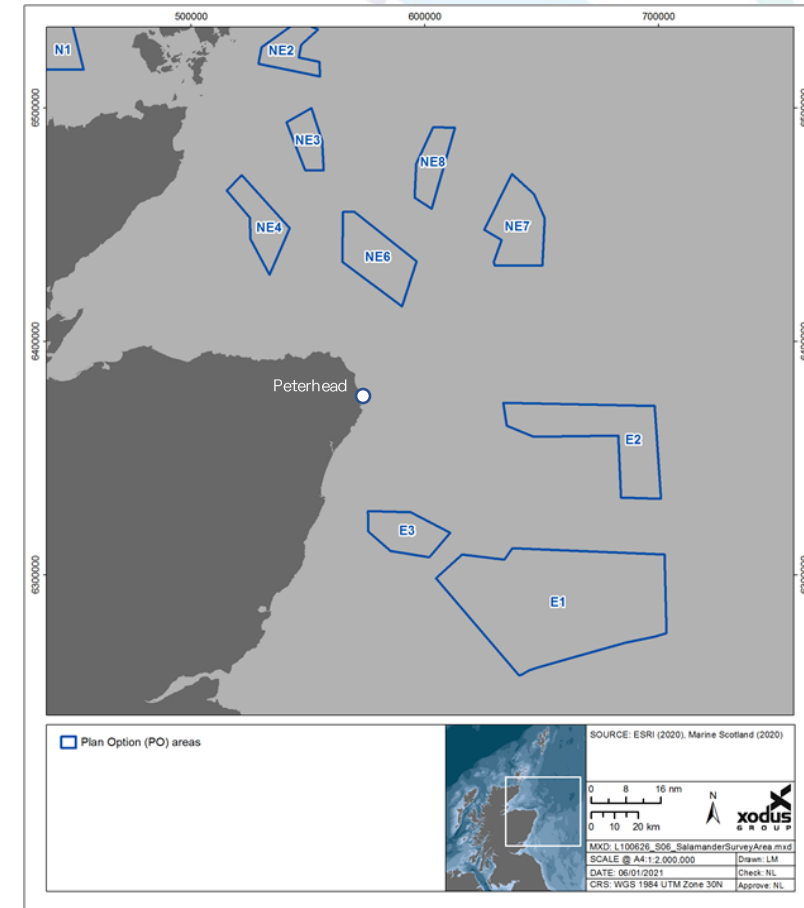 500000 600000 700000
N1
NE2
6500000
6500000
NE3
NE8
NE4
NE7
NE6
6400000
6400000
Peterhead
E2
E3
6300000
6300000
E1
Plan Option (PO) areas
SOURCE: ESRI (2020), Marine Scotland (2020)
0 8 16 nm
0 10 20 km
N
xodus
GROUP
MXD: L100626_S06_SalamanderSurveyArea.mxd
SCALE @ A4:1:2,000,000 Drawn: LM
DATE: 06/01/2021 Check: NL
CRS: WGS 1984 UTM Zone 30N Approve: NL